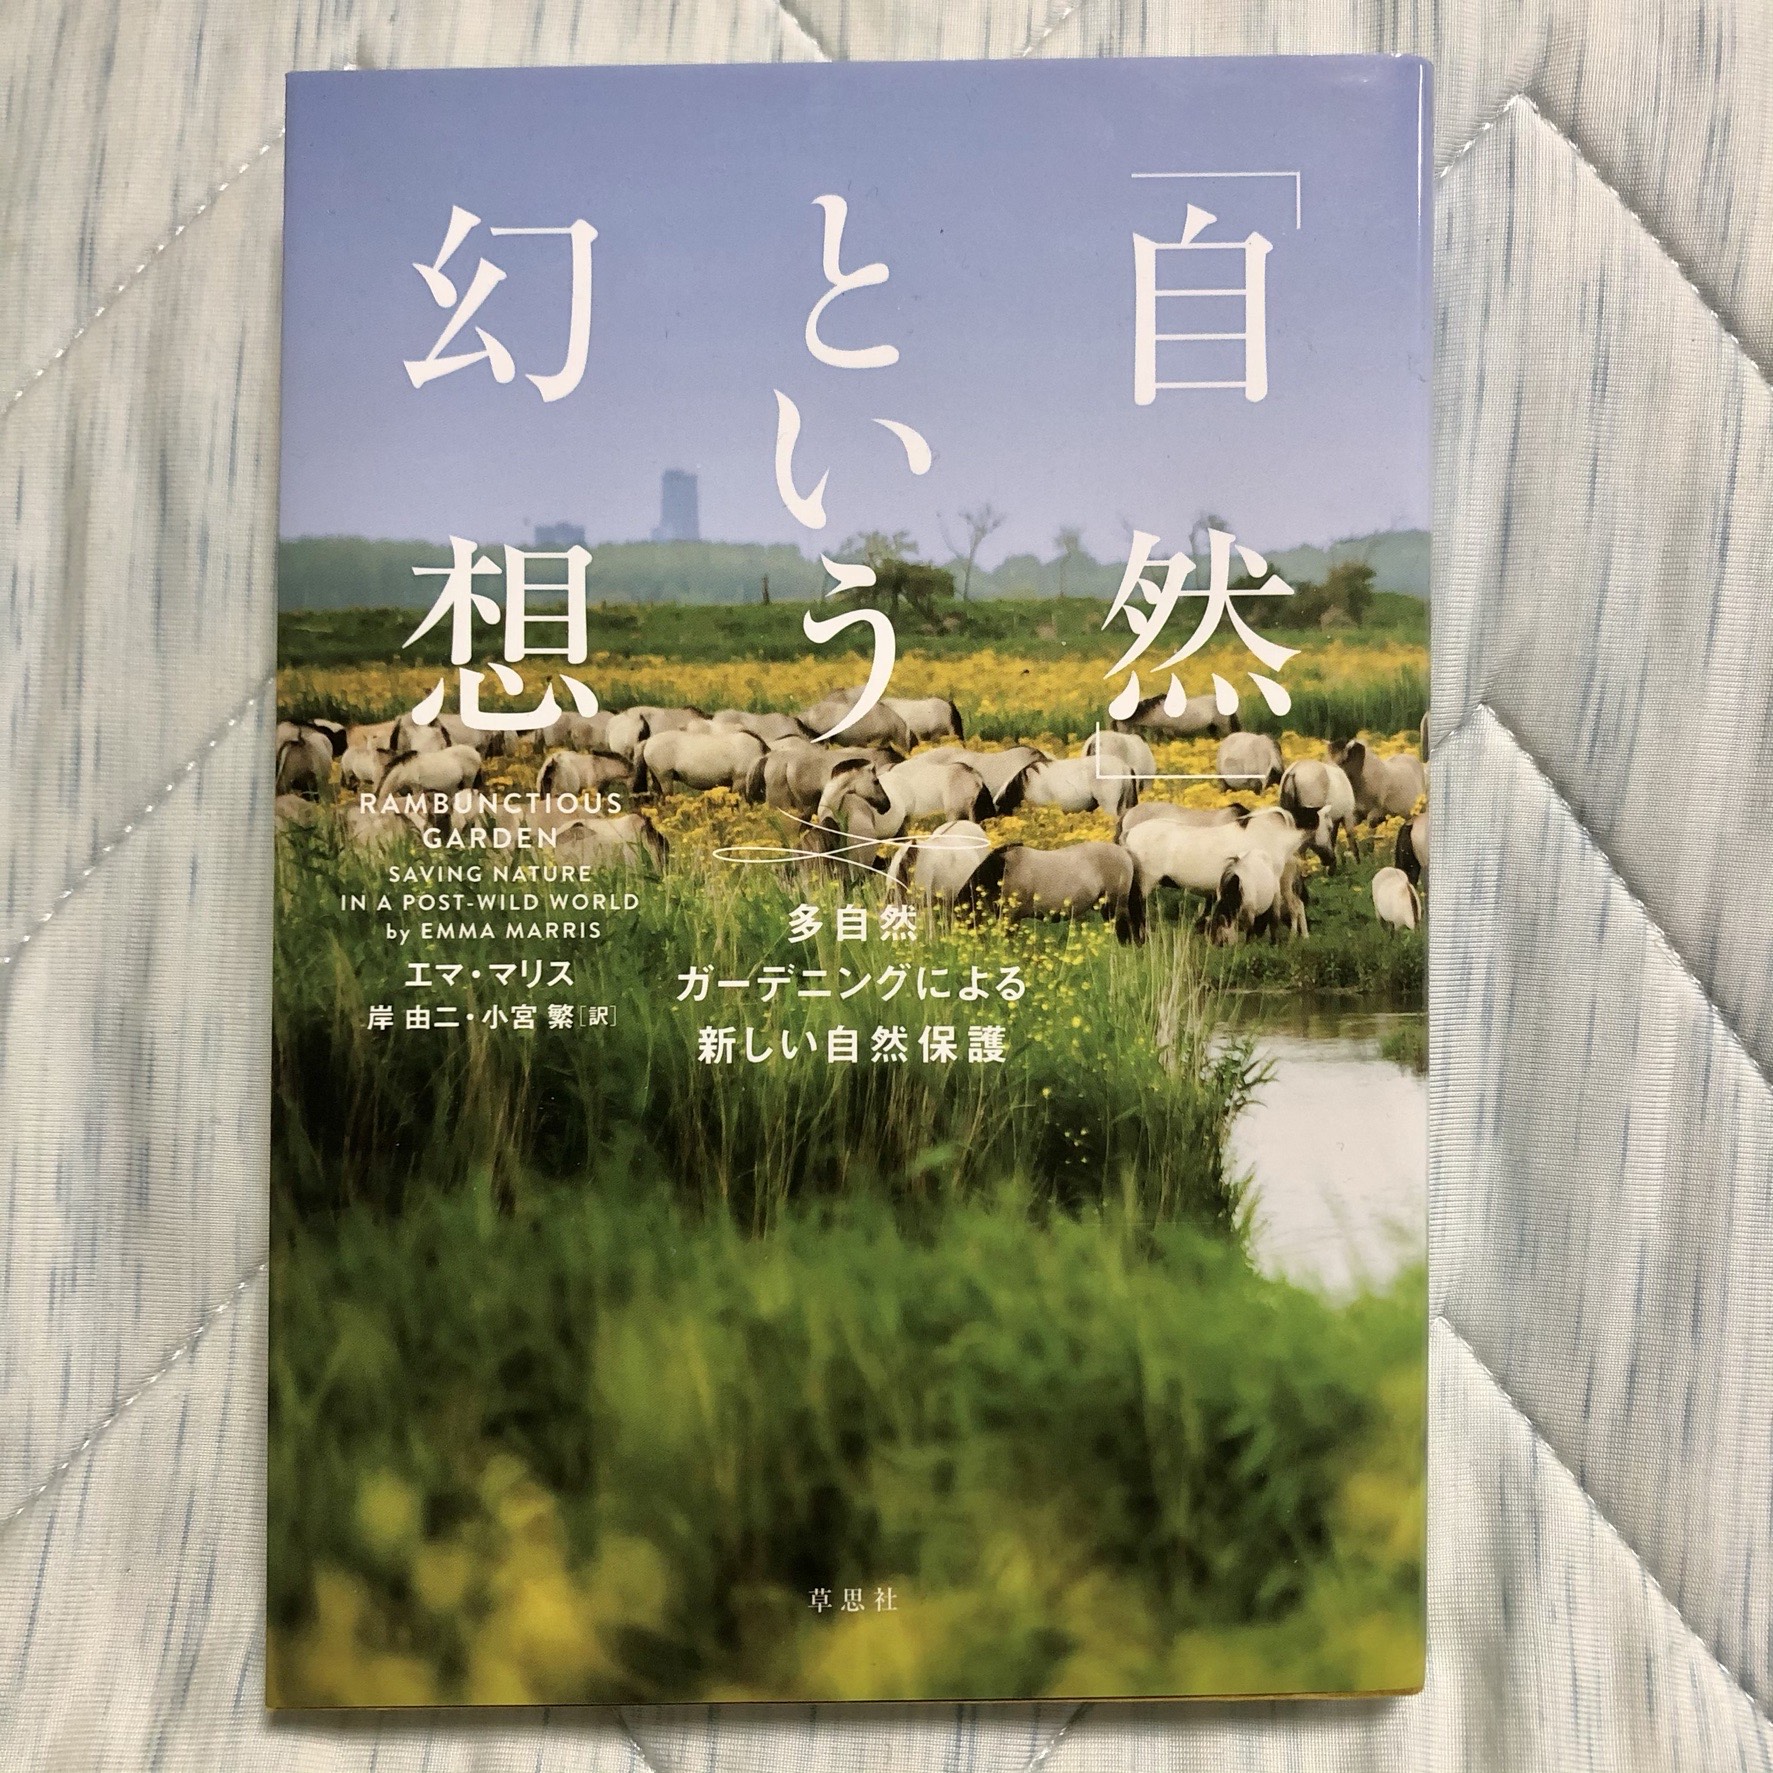 「自然」
という
幻想
多自然
ガーデニングによる
新しい自然保護
RAMBUNCTIOUS
GARDEN
SAVING NATURE
IN A POST-WILD WORLD
by EMMA MARRIS
エマ・マリス
岸 由二・小宮 繁[訳]
草思社